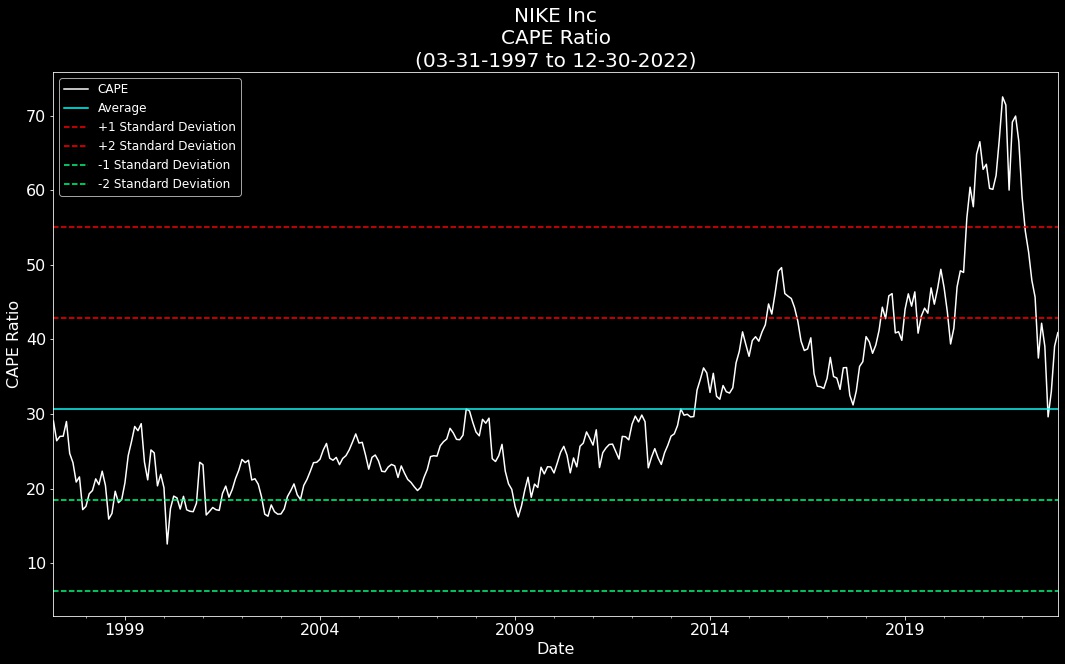 NIKE Inc
CAPE Ratio
(03-31-1997 to 12-30-2022)
CAPE
Average
+1 Standard Deviation
+2 Standard Deviation
-1 Standard Deviation
-2 Standard Deviation
CAPE Ratio
70
60
50
40
30
20
10
1999
2004
2009
2014
2019
Date